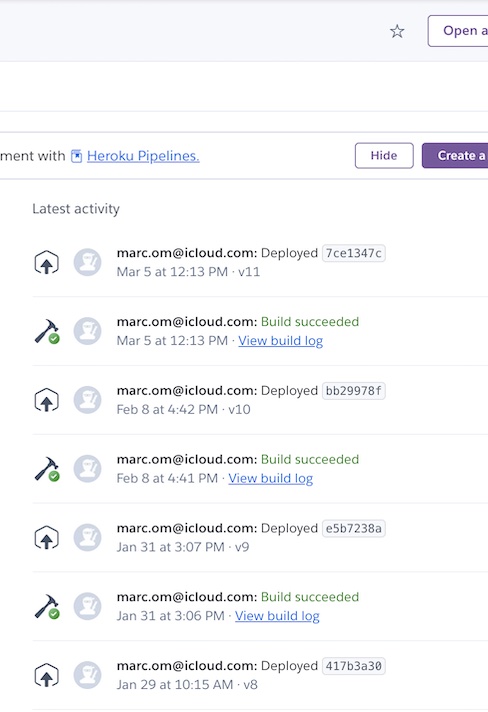 Open a
ment with Heroku Pipelines.
Hide
Create a
Latest activity
marc.om@icloud.com: Deployed 7ce1347c
Mar 5 at 12:13 PM · v11
marc.om@icloud.com: Build succeeded
Mar 5 at 12:13 PM · View build log
marc.om@icloud.com: Deployed bb29978f
Feb 8 at 4:42 PM · v10
marc.om@icloud.com: Build succeeded
Feb 8 at 4:41 PM · View build log
marc.om@icloud.com: Deployed e5b7238a
Jan 31 at 3:07 PM · v9
marc.om@icloud.com: Build succeeded
Jan 31 at 3:06 PM · View build log
marc.om@icloud.com: Deployed 417b3a30
Jan 29 at 10:15 AM · v8